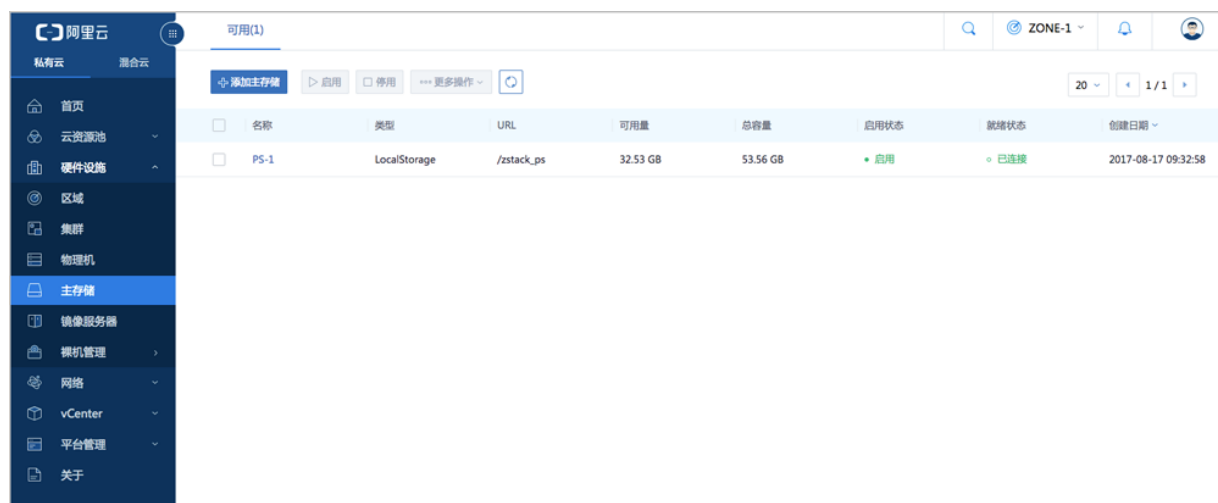 阿里云
可用(1)
ZONE-1
私有云 混合云
添加主存储 启用 停用 更多操作
20 1 / 1
首页
名称 类型 URL 可用量 总容量 启用状态 就绪状态 创建日期
云资源池
PS-1 LocalStorage /zstack_ps 32.53 GB 53.56 GB 启用 已连接 2017-08-17 09:32:58
硬件设施
区域
集群
物理机
主存储
镜像服务器
裸机管理
网络
vCenter
平台管理
关于